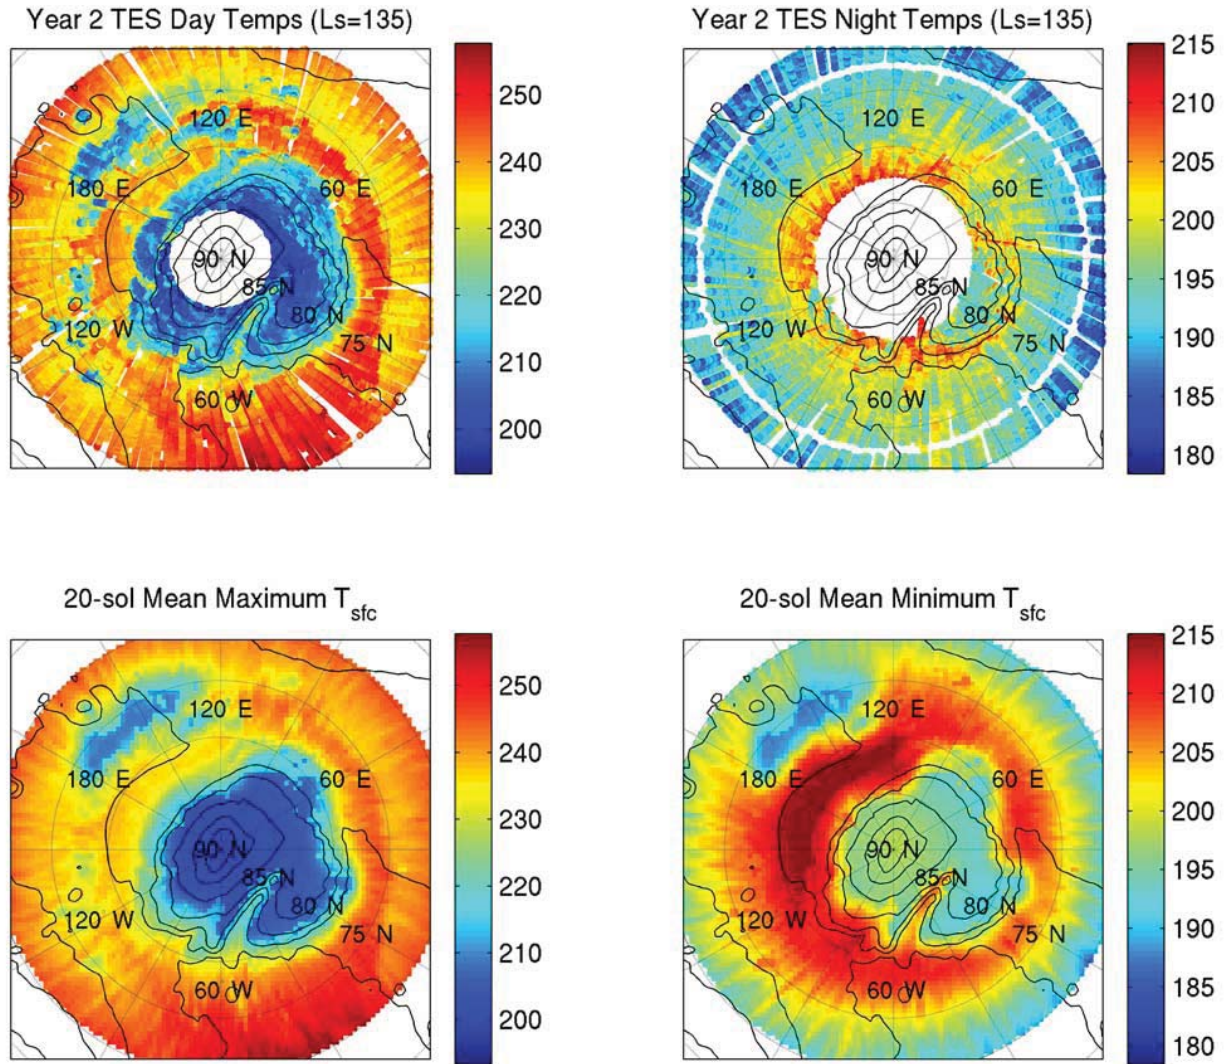 Year 2 TES Day Temps (Ls=135)
120 E
180 E
60 E
90 N
85 N
80 N
120 W
75 N
60 W
250
240
230
220
210
200
Year 2 TES Night Temps (Ls=135)
120 E
180 E
60 E
90 N
85 N
80 N
120 W
75 N
60 W
215
210
205
200
195
190
185
180
20-sol Mean Maximum T_sfc
120 E
180 E
60 E
90 N
85 N
80 N
120 W
75 N
60 W
250
240
230
220
210
200
20-sol Mean Minimum T_sfc
120 E
180 E
60 E
90 N
85 N
80 N
120 W
75 N
60 W
215
210
205
200
195
190
185
180